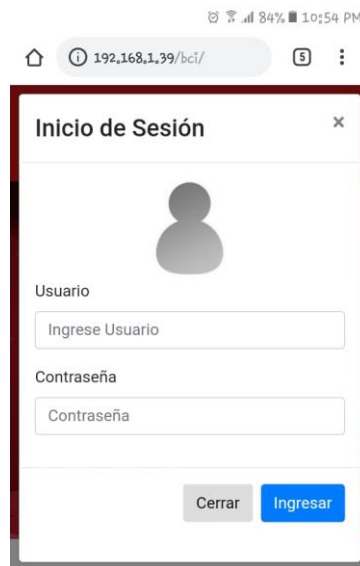 84% 10:54 PM
192.168.1.39/bci/ 5
Inicio de Sesión ×
Usuario
Ingrese Usuario
Contraseña
Contraseña
Cerrar Ingresar